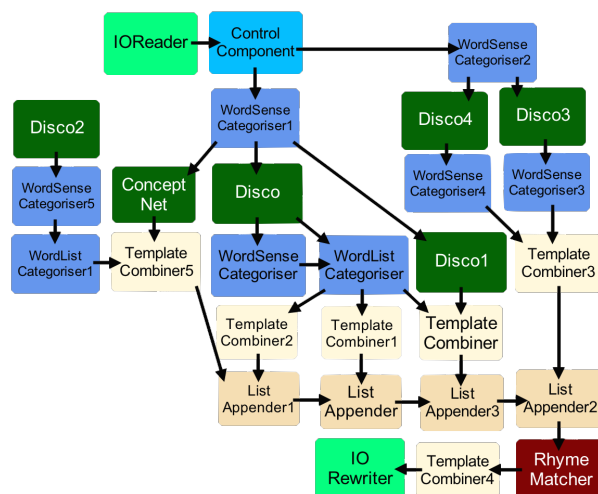 IOReader
Control
Component
WordSense
Categoriser2
WordSense
Categoriser1
Disco2
Disco4
Disco3
WordSense
Categoriser5
Concept
Net
Disco
WordSense
Categoriser4
WordSense
Categoriser3
WordList
Categoriser1
Template
Combiner5
WordSense
Categoriser
WordList
Categoriser
Disco1
Template
Combiner3
Template
Combiner2
Template
Combiner1
Template
Combiner
List
Appender1
List
Appender
List
Appender3
List
Appender2
IO
Rewriter
Template
Combiner4
Rhyme
Matcher